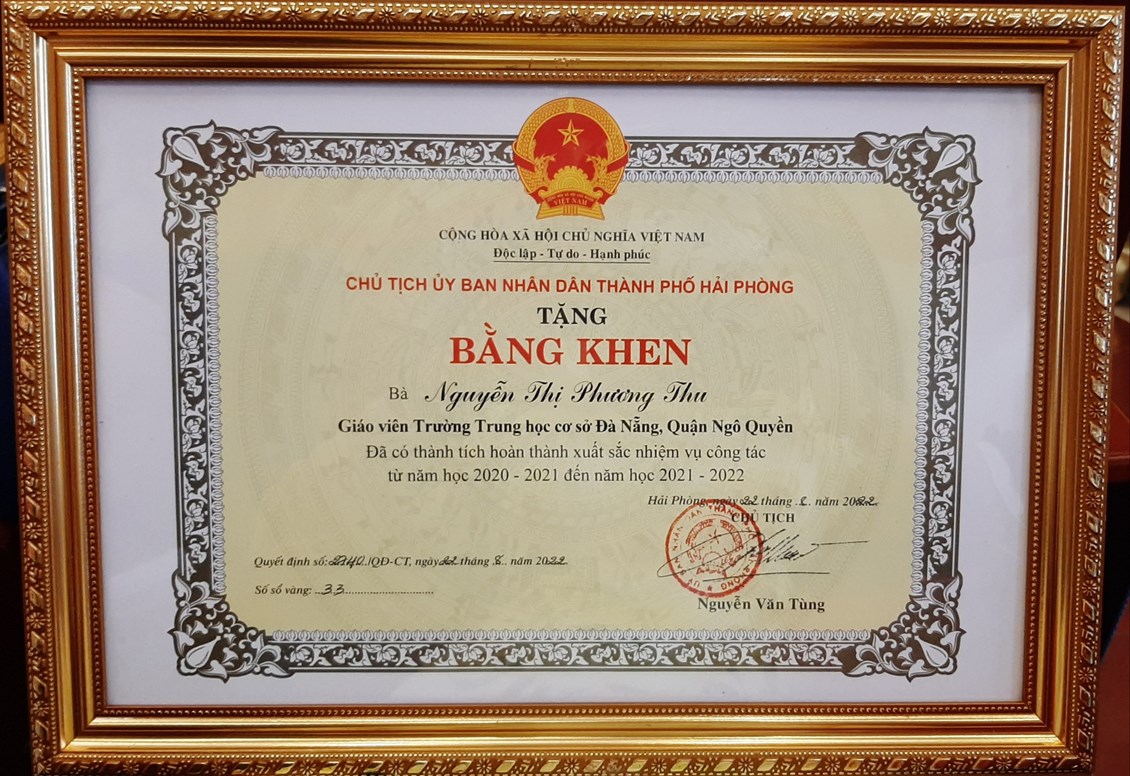 VIỆT NAM
CỘNG HÒA XÃ HỘI CHỦ NGHĨA VIỆT NAM
Độc lập - Tự do - Hạnh phúc
CHỦ TỊCH ỦY BAN NHÂN DÂN THÀNH PHỐ HẢI PHÒNG
TẶNG
BẰNG KHEN
Bà Nguyễn Thị Phương Thu
Giáo viên Trường Trung học cơ sở Đà Nẵng, Quận Ngô Quyền
Đã có thành tích hoàn thành xuất sắc nhiệm vụ công tác
từ năm học 2020 - 2021 đến năm học 2021 - 2022
Hải Phòng, ngày 22 tháng năm 2022
CHỦ TỊCH
Quyết định số: /QĐ-CT, ngày 22 tháng năm 2022
Số sổ vàng: ...33...
Nguyễn Văn Tùng